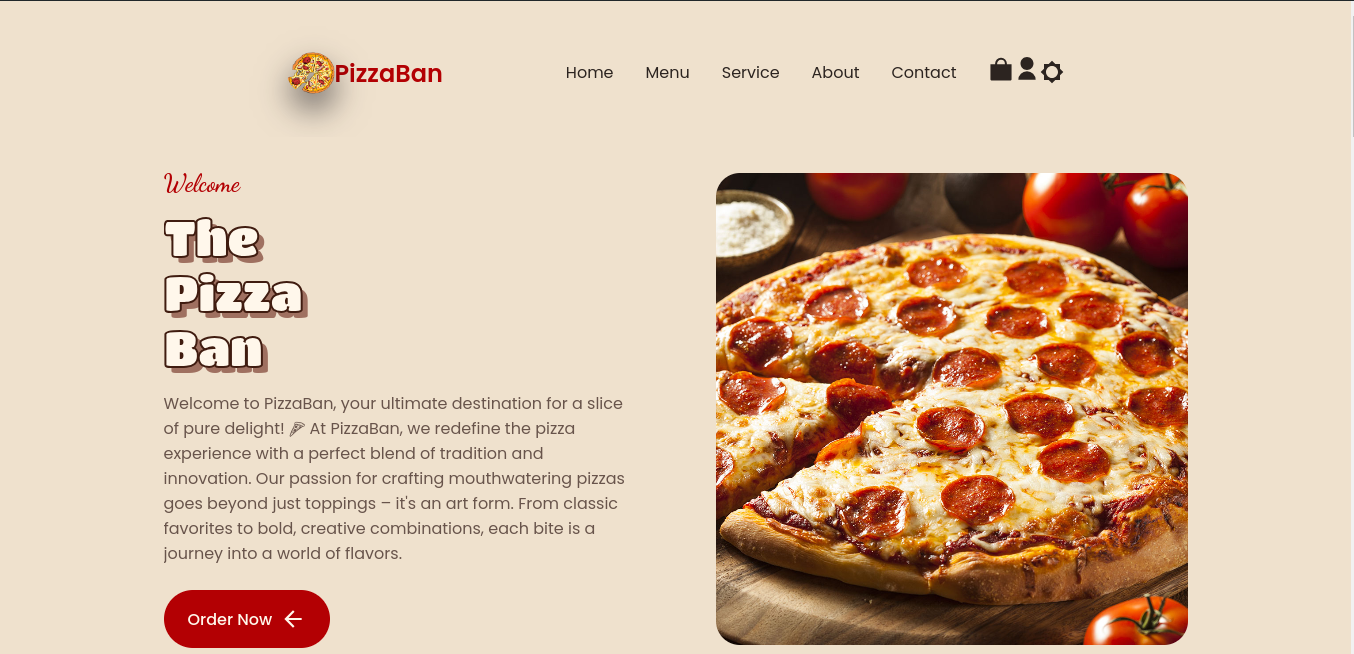 PizzaBan
Home Menu Service About Contact
Welcome
The
Pizza
Ban
Welcome to PizzaBan, your ultimate destination for a slice
of pure delight! 🍕 At PizzaBan, we redefine the pizza
experience with a perfect blend of tradition and
innovation. Our passion for crafting mouthwatering pizzas
goes beyond just toppings – it's an art form. From classic
favorites to bold, creative combinations, each bite is a
journey into a world of flavors.
Order Now ←